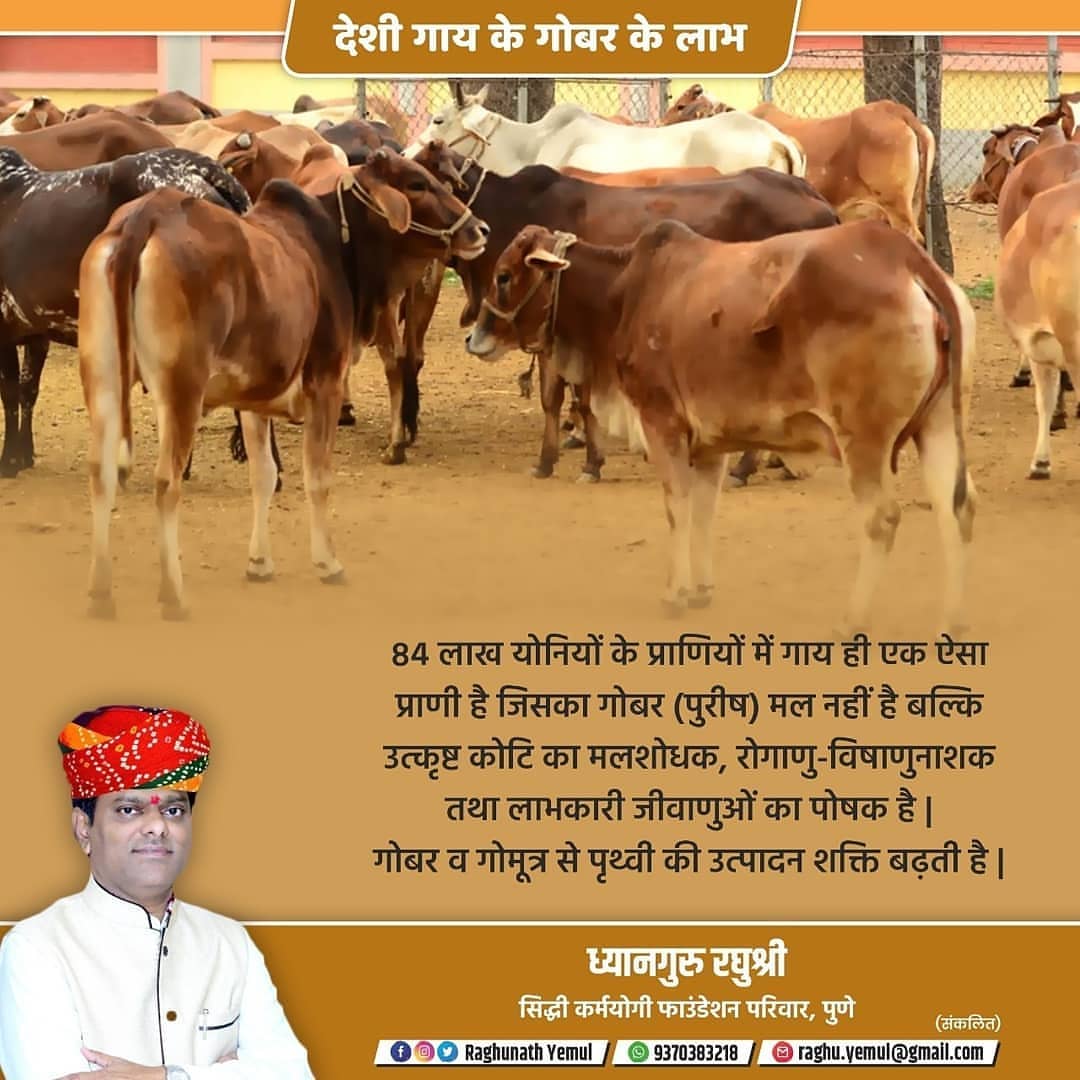 देशी गाय के गोबर के लाभ
84 लाख योनियों के प्राणियों में गाय ही एक ऐसा
प्राणी है जिसका गोबर (पुरीष) मल नहीं है बल्कि
उत्कृष्ट कोटि का मलशोधक, रोगाणु-विषाणुनाशक
तथा लाभकारी जीवाणुओं का पोषक है |
गोबर व गोमूत्र से पृथ्वी की उत्पादन शक्ति बढ़ती है |
ध्यानगुरु रघुश्री
सिद्धी कर्मयोगी फाउंडेशन परिवार, पुणे
(संकलित)
Raghunath Yemul 9370383218 raghu.yemul@gmail.com